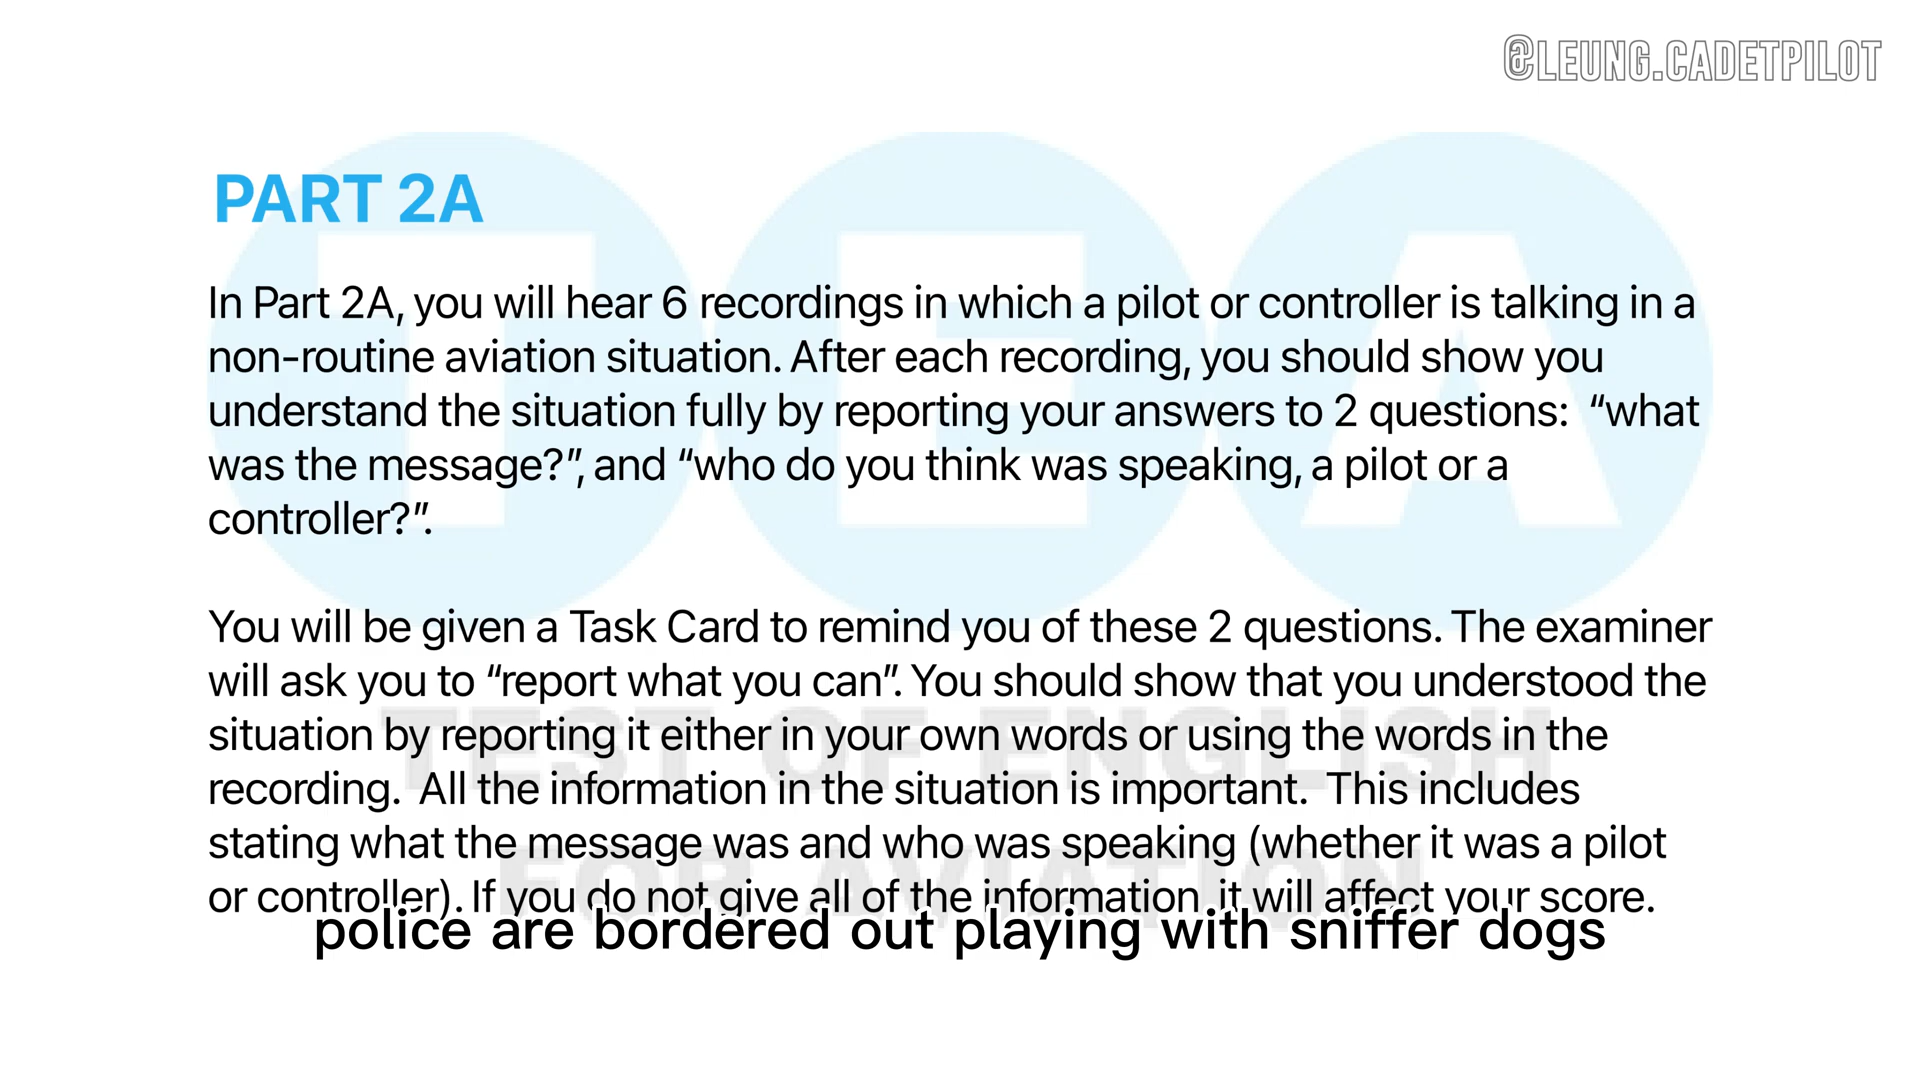 @LEUNG.CADETPILOT
PART 2A
In Part 2A, you will hear 6 recordings in which a pilot or controller is talking in a
non-routine aviation situation. After each recording, you should show you
understand the situation fully by reporting your answers to 2 questions:  “what
was the message?”, and “who do you think was speaking, a pilot or a
controller?”.
You will be given a Task Card to remind you of these 2 questions. The examiner
will ask you to “report what you can”. You should show that you understood the
situation by reporting it either in your own words or using the words in the
recording.  All the information in the situation is important.  This includes
stating what the message was and who was speaking (whether it was a pilot
or controller). If you do not give all of the information it will affect your score.
police are bordered out playing with sniffer dogs
TEA
TEST OF ENGLISH
FOR AVIATION